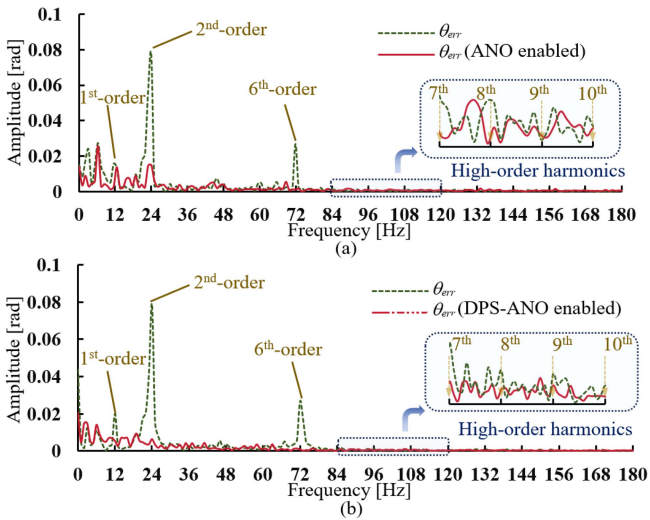 0.1
0.08
0.06
0.04
0.02
0
Amplitude [rad]
2nd-order
1st-order
6th-order
θerr
θerr (ANO enabled)
7th 8th 9th 10th
High-order harmonics
0 12 24 36 48 60 72 84 96 108 120 132 144 156 168 180
Frequency [Hz]
(a)
0.1
0.08
0.06
0.04
0.02
0
Amplitude [rad]
2nd-order
1st-order
6th-order
θerr
θerr (DPS-ANO enabled)
7th 8th 9th 10th
High-order harmonics
0 12 24 36 48 60 72 84 96 108 120 132 144 156 168 180
Frequency [Hz]
(b)